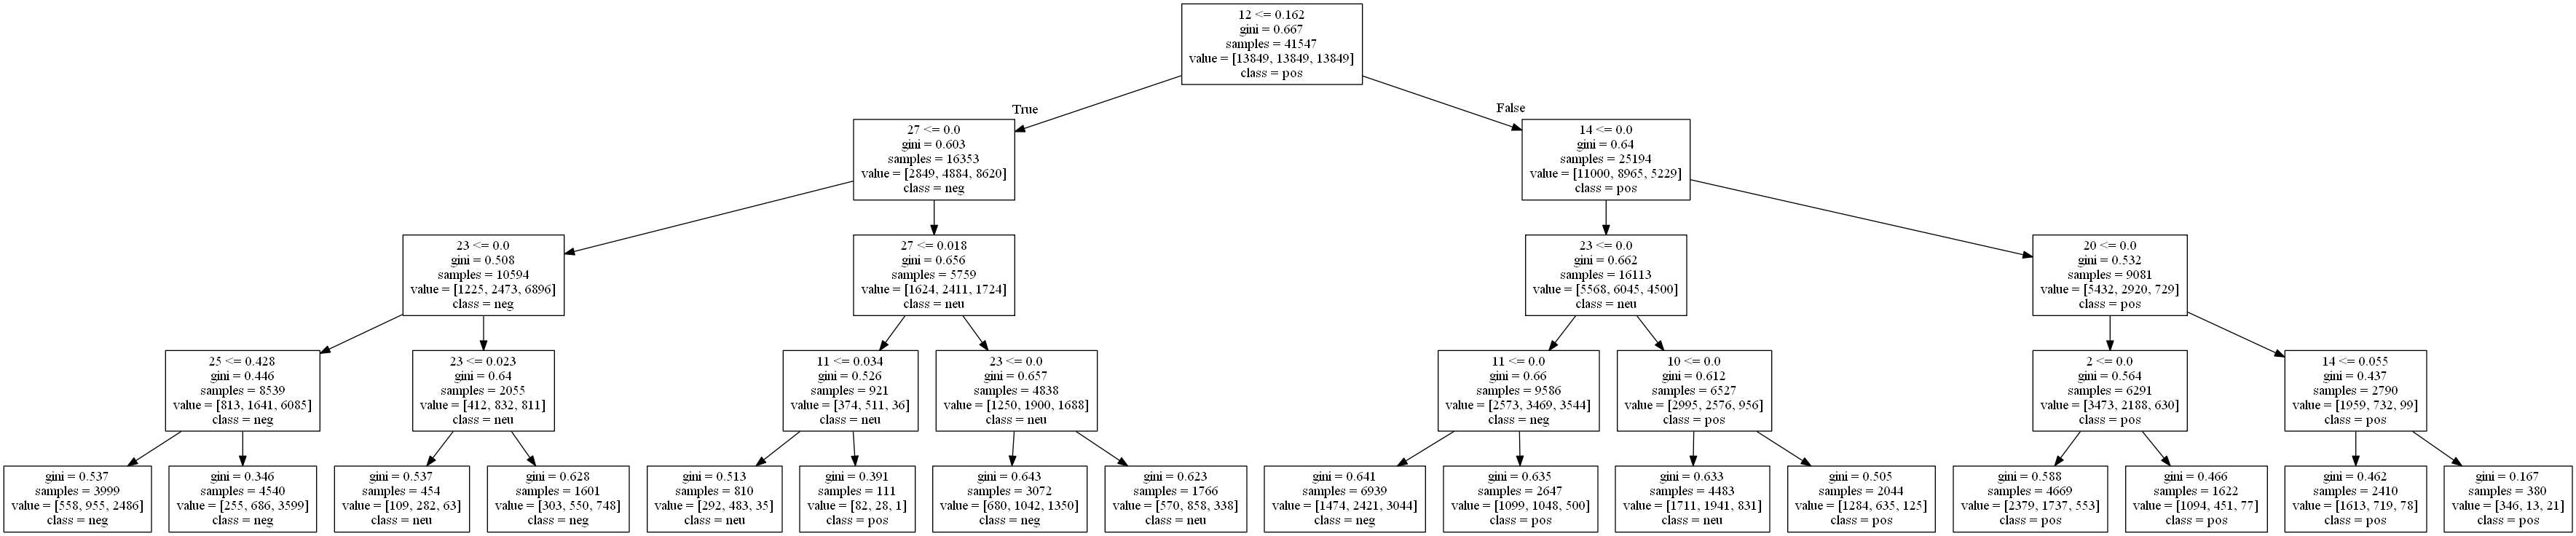 12 <= 0.162
gini = 0.667
samples = 41547
value = [13849, 13849, 13849]
class = pos
True
False
27 <= 0.0
gini = 0.603
samples = 16353
value = [2849, 4884, 8620]
class = neg
14 <= 0.0
gini = 0.64
samples = 25194
value = [11000, 8965, 5229]
class = pos
23 <= 0.0
gini = 0.508
samples = 10594
value = [1225, 2473, 6896]
class = neg
27 <= 0.018
gini = 0.656
samples = 5759
value = [1624, 2411, 1724]
class = neu
23 <= 0.0
gini = 0.662
samples = 16113
value = [5568, 6045, 4500]
class = neu
20 <= 0.0
gini = 0.532
samples = 9081
value = [5432, 2920, 729]
class = pos
25 <= 0.428
gini = 0.446
samples = 8539
value = [813, 1641, 6085]
class = neg
23 <= 0.023
gini = 0.64
samples = 2055
value = [412, 832, 811]
class = neu
11 <= 0.034
gini = 0.526
samples = 921
value = [374, 511, 36]
class = neu
23 <= 0.0
gini = 0.657
samples = 4838
value = [1250, 1900, 1688]
class = neu
11 <= 0.0
gini = 0.66
samples = 9586
value = [2573, 3469, 3544]
class = neg
10 <= 0.0
gini = 0.612
samples = 6527
value = [2995, 2576, 956]
class = pos
2 <= 0.0
gini = 0.564
samples = 6291
value = [3473, 2188, 630]
class = pos
14 <= 0.055
gini = 0.437
samples = 2790
value = [1959, 732, 99]
class = pos
gini = 0.537
samples = 3999
value = [558, 955, 2486]
class = neg
gini = 0.346
samples = 4540
value = [255, 686, 3599]
class = neg
gini = 0.537
samples = 454
value = [109, 282, 63]
class = neu
gini = 0.628
samples = 1601
value = [303, 550, 748]
class = neg
gini = 0.513
samples = 810
value = [292, 483, 35]
class = neu
gini = 0.391
samples = 111
value = [82, 28, 1]
class = pos
gini = 0.643
samples = 3072
value = [680, 1042, 1350]
class = neg
gini = 0.623
samples = 1766
value = [570, 858, 338]
class = neu
gini = 0.641
samples = 6939
value = [1474, 2421, 3044]
class = neg
gini = 0.635
samples = 2647
value = [1099, 1048, 500]
class = pos
gini = 0.633
samples = 4483
value = [1711, 1941, 831]
class = neu
gini = 0.505
samples = 2044
value = [1284, 635, 125]
class = pos
gini = 0.588
samples = 4669
value = [2379, 1737, 553]
class = pos
gini = 0.466
samples = 1622
value = [1094, 451, 77]
class = pos
gini = 0.462
samples = 2410
value = [1613, 719, 78]
class = pos
gini = 0.167
samples = 380
value = [346, 13, 21]
class = pos